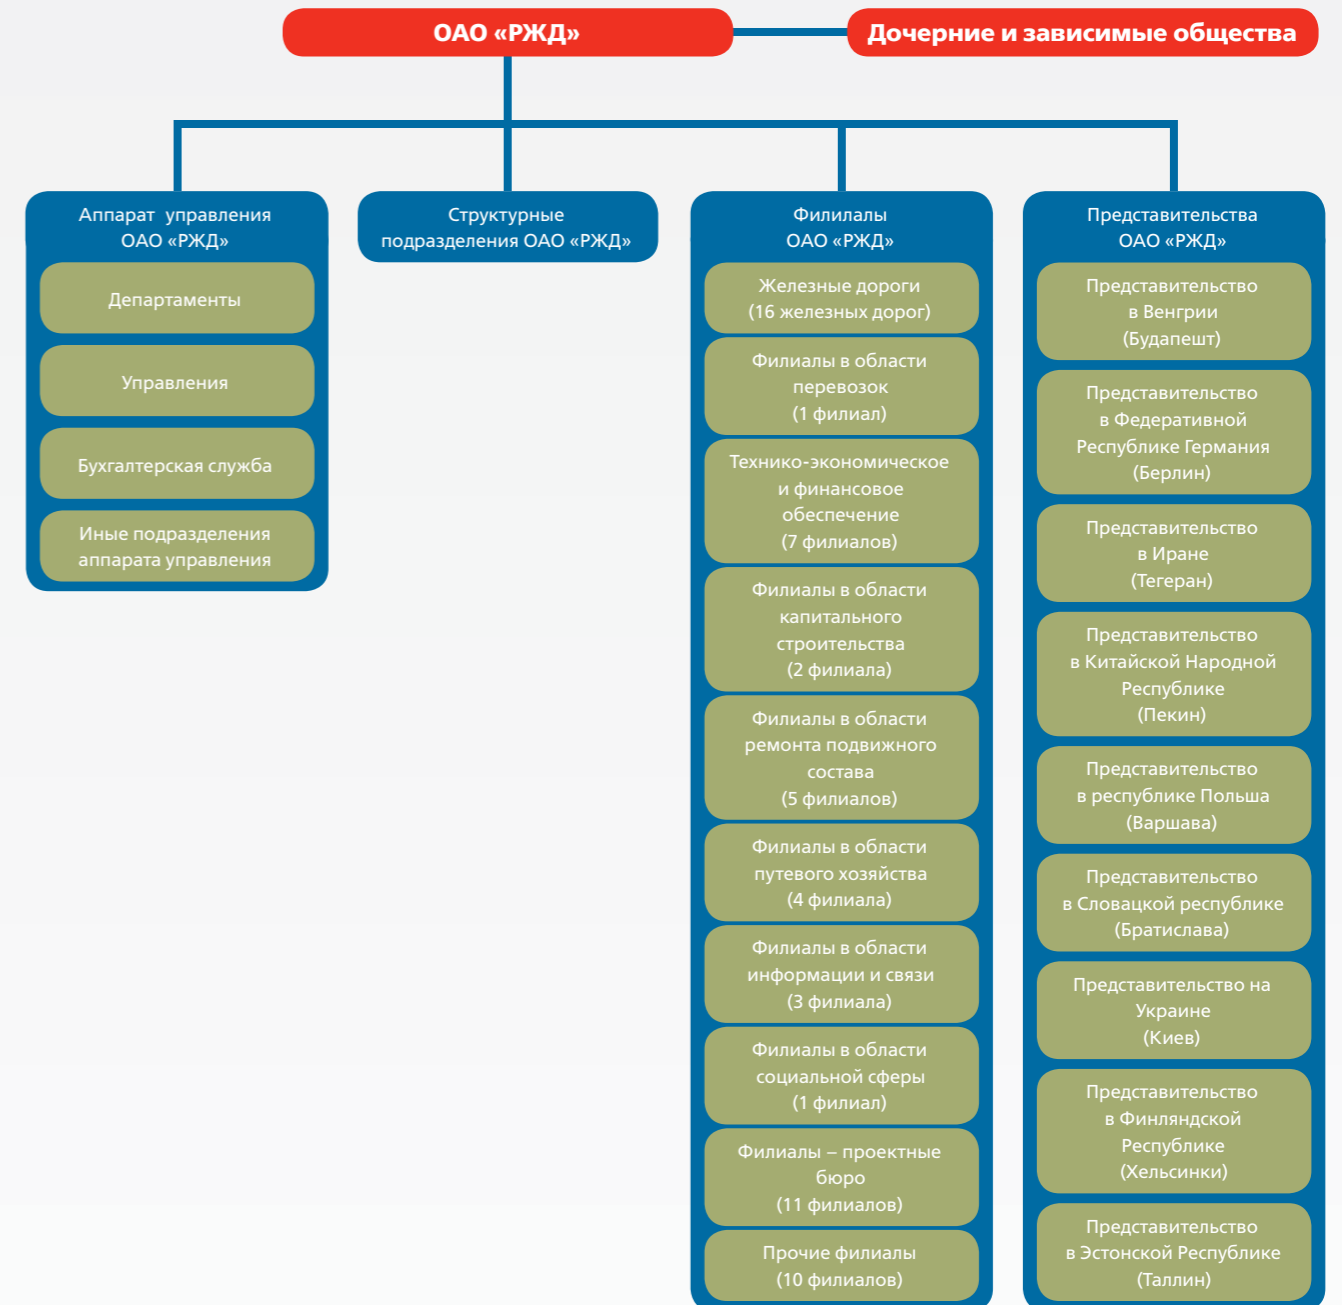 ОАО «РЖД»
Дочерние и зависимые общества
Аппарат управления
ОАО «РЖД»
Департаменты
Управления
Бухгалтерская служба
Иные подразделения
аппарата управления
Структурные
подразделения ОАО «РЖД»
Филилалы
ОАО «РЖД»
Железные дороги
(16 железных дорог)
Филиалы в области
перевозок
(1 филиал)
Технико-экономическое
и финансовое
обеспечение
(7 филиалов)
Филиалы в области
капитального
строительства
(2 филиала)
Филиалы в области
ремонта подвижного
состава
(5 филиалов)
Филиалы в области
путевого хозяйства
(4 филиала)
Филиалы в области
информации и связи
(3 филиала)
Филиалы в области
социальной сферы
(1 филиал)
Филиалы – проектные
бюро
(11 филиалов)
Прочие филиалы
(10 филиалов)
Представительства
ОАО «РЖД»
Представительство
в Венгрии
(Будапешт)
Представительство
в Федеративной
Республике Германия
(Берлин)
Представительство
в Иране
(Тегеран)
Представительство
в Китайской Народной
Республике
(Пекин)
Представительство
в республике Польша
(Варшава)
Представительство
в Словацкой республике
(Братислава)
Представительство на
Украине
(Киев)
Представительство
в Финляндской
Республике
(Хельсинки)
Представительство
в Эстонской Республике
(Таллин)